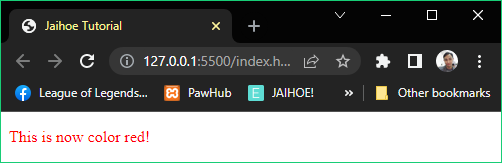 Jaihoe Tutorial
127.0.0.1:5500/index.h...
League of Legends... PawHub JAIHOE! » Other bookmarks
This is now color red!